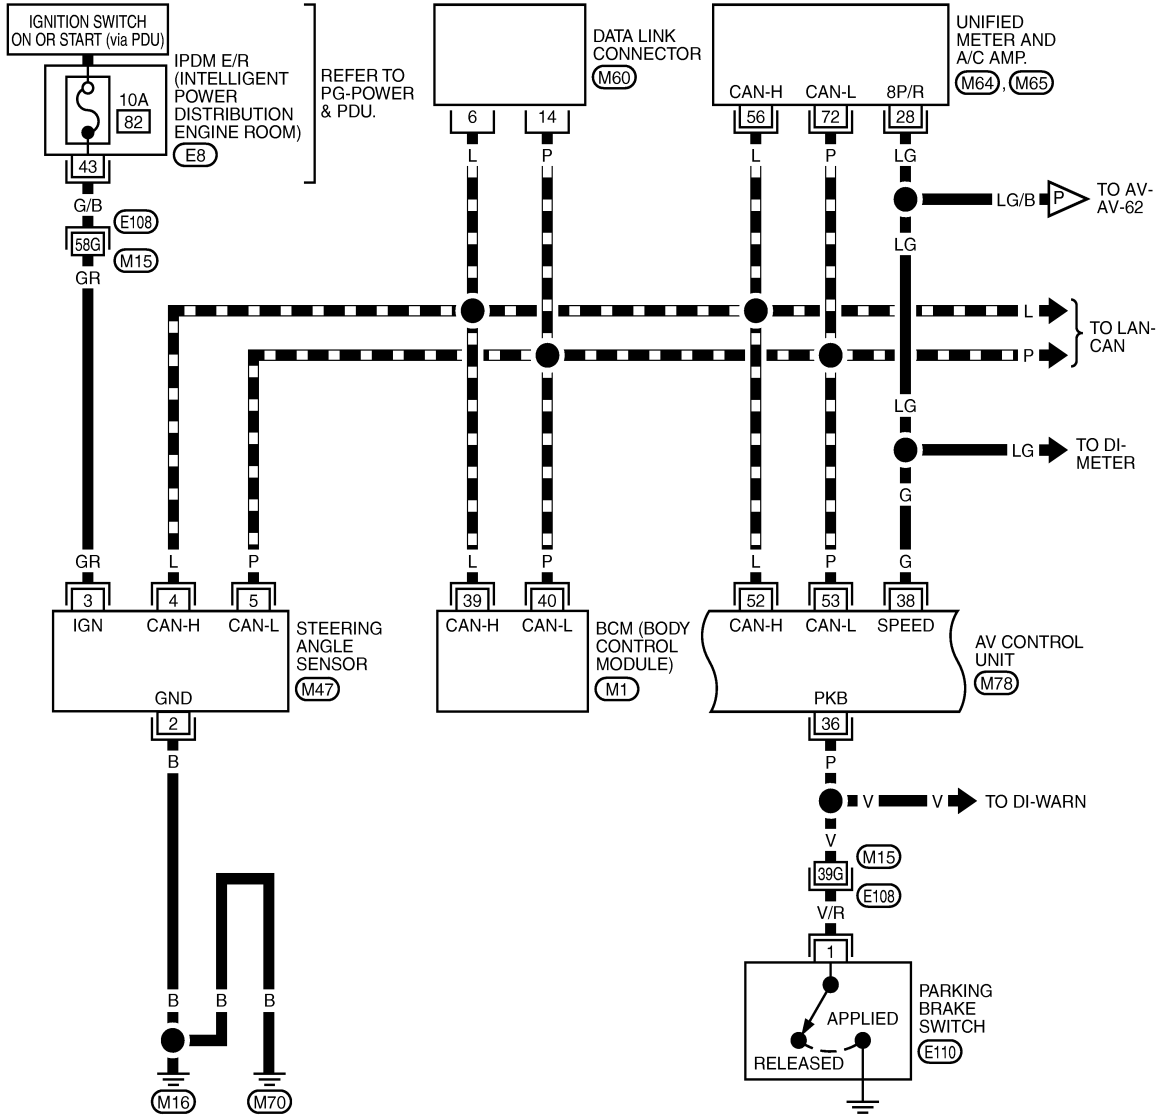 IGNITION SWITCH
ON OR START (via PDU)
IPDM E/R
(INTELLIGENT
POWER
DISTRIBUTION
ENGINE ROOM)
E8
10A
82
43
REFER TO
PG-POWER
& PDU.
DATA LINK
CONNECTOR
M60
6
14
UNIFIED
METER AND
A/C AMP.
M64 , M65
CAN-H
CAN-L
8P/R
56
72
28
L
P
L
P
LG
G/B
E108
58G
M15
GR
LG/B
P
TO AV-
AV-62
LG
L
P
TO LAN-
CAN
LG
LG
TO DI-
METER
G
GR
L
P
L
P
L
P
G
3
4
5
39
40
52
53
38
IGN
CAN-H
CAN-L
CAN-H
CAN-L
CAN-H
CAN-L
SPEED
STEERING
ANGLE
SENSOR
M47
BCM (BODY
CONTROL
MODULE)
M1
AV CONTROL
UNIT
M78
GND
2
PKB
36
B
P
V
V
TO DI-WARN
V
M15
39G
E108
V/R
1
B
B
B
M16
M70
APPLIED
RELEASED
PARKING
BRAKE
SWITCH
E110